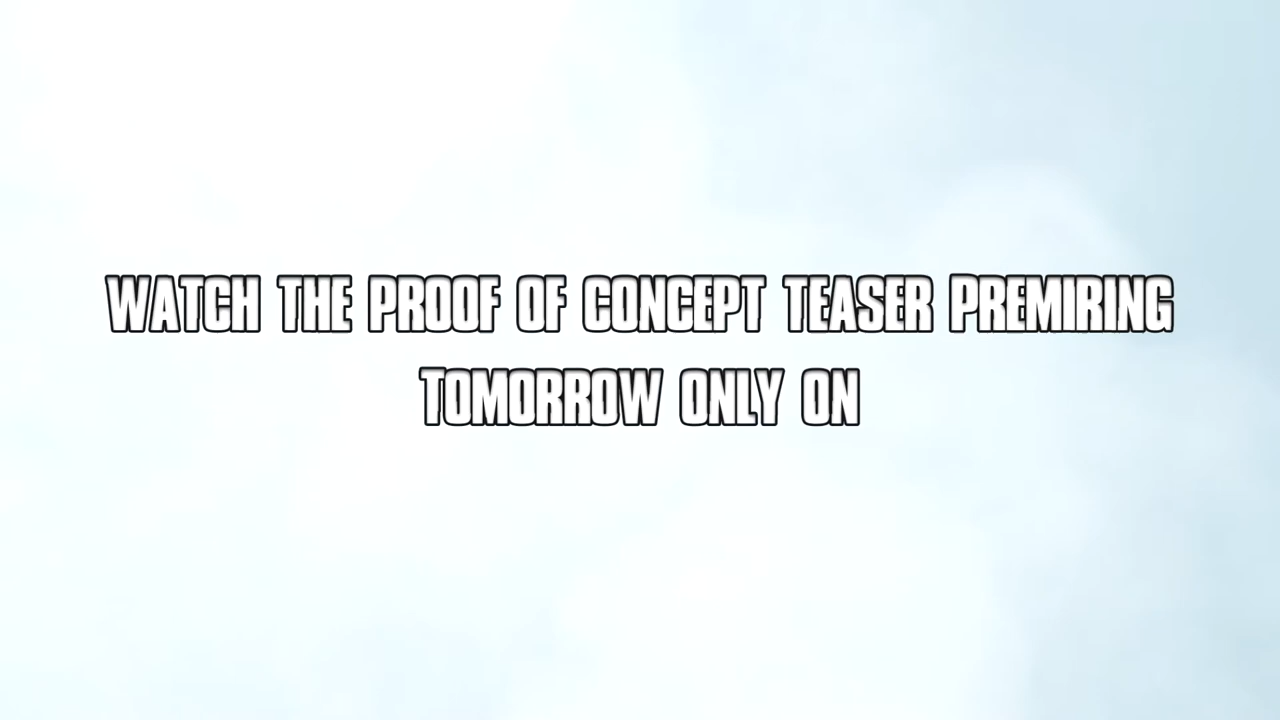 WATCH THE PROOF OF CONCEPT TEASER PREMIRING
TOMORROW ONLY ON